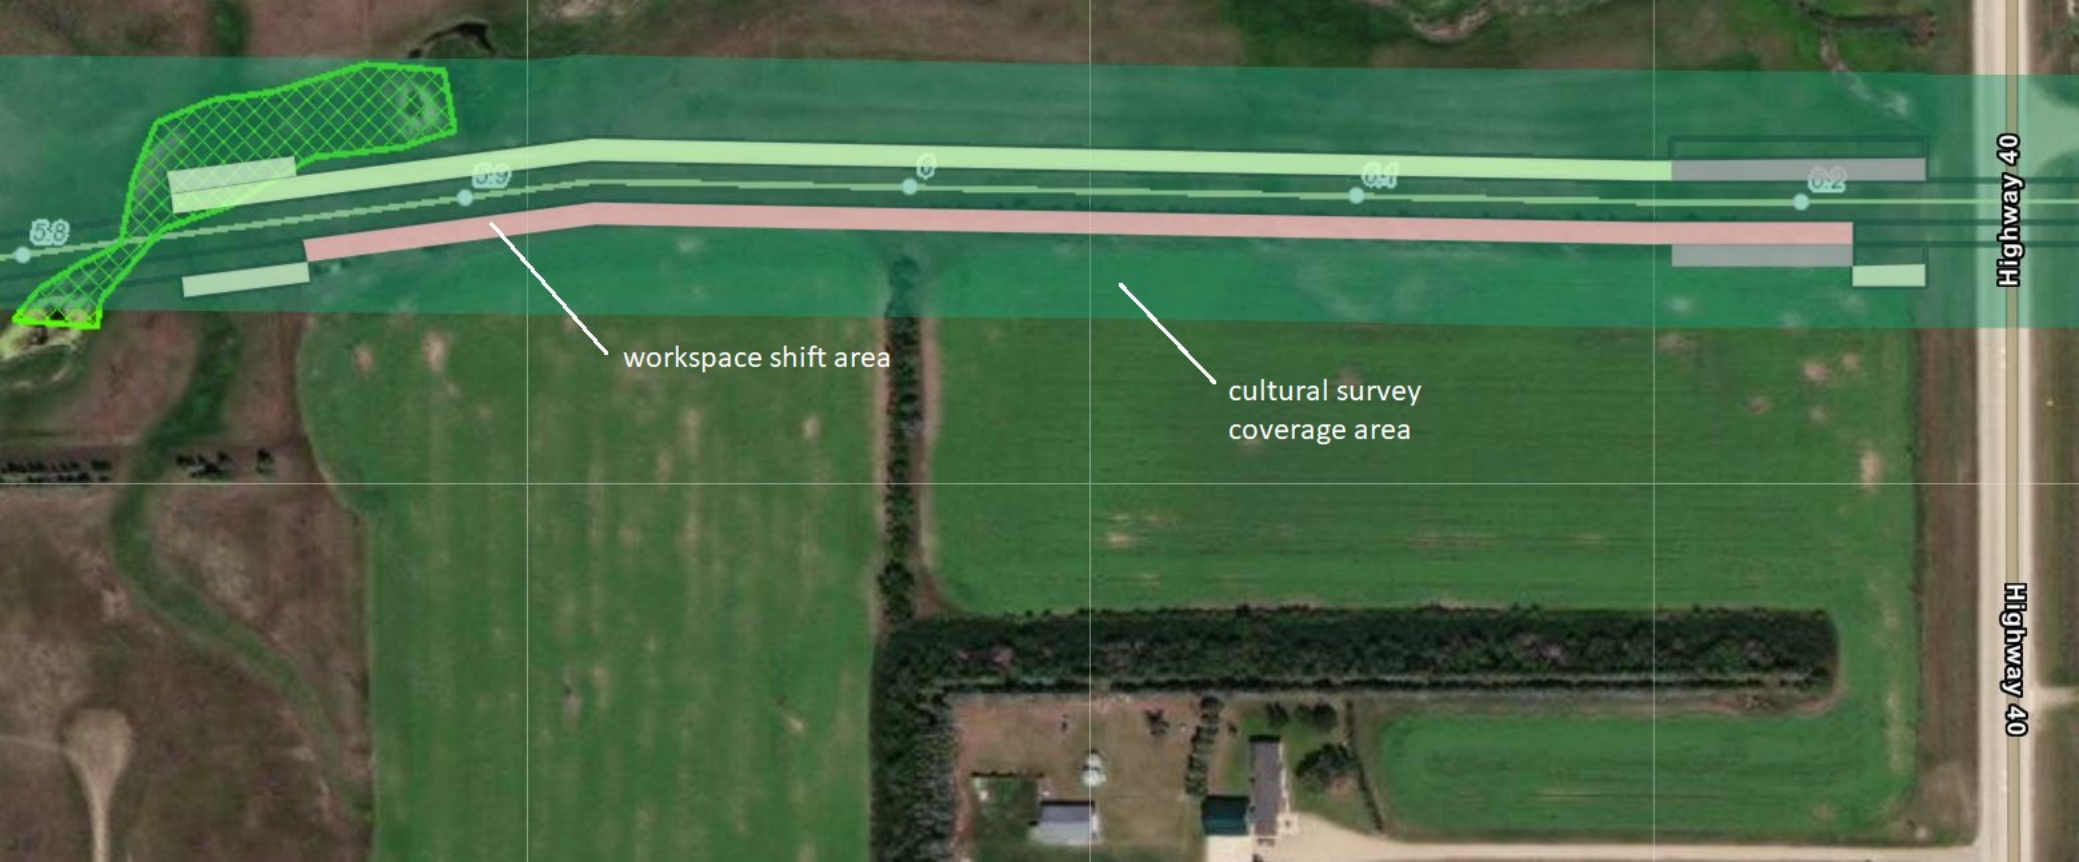 5.8
5.9
6
6.1
6.2
Highway 40
workspace shift area
cultural survey
coverage area
Highway 40